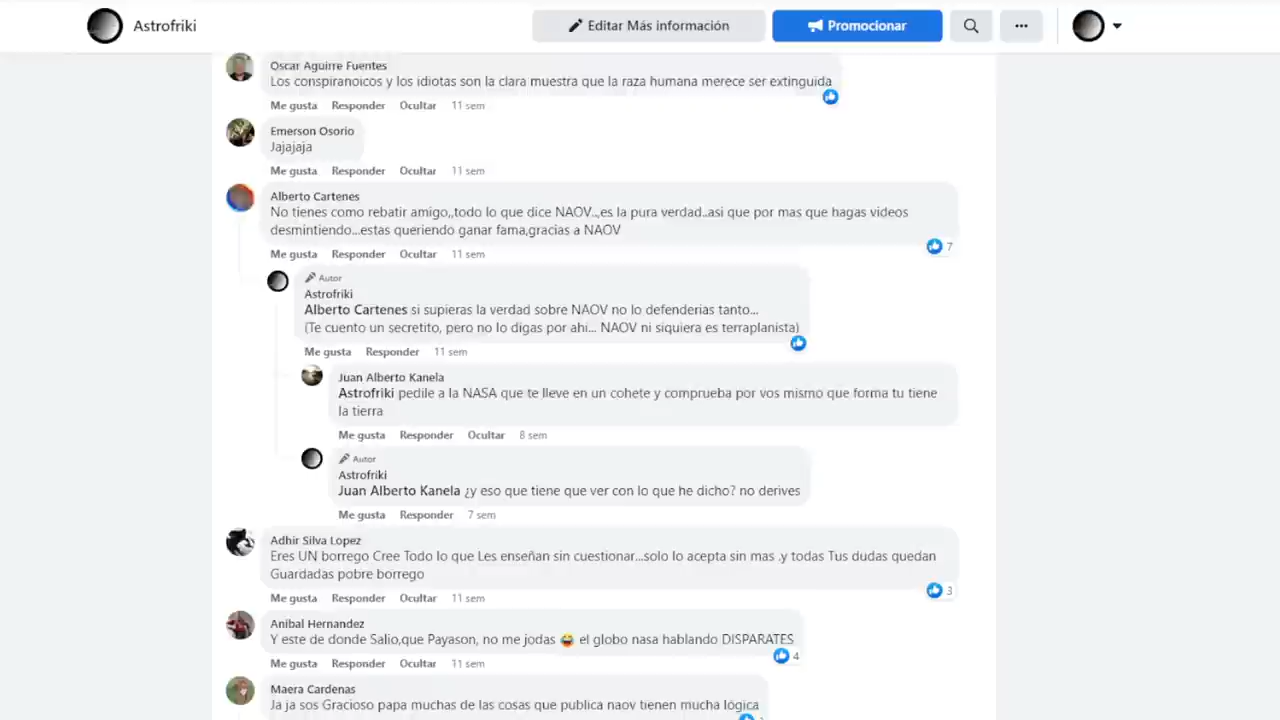 Astrofriki
Editar Más información
Promocionar
Oscar Aguirre Fuentes
Los conspiranoicos y los idiotas son la clara muestra que la raza humana merece ser extinguida
Me gusta Responder Ocultar 11 sem
Emerson Osorio
Jajajaja
Me gusta Responder Ocultar 11 sem
Alberto Cartenes
No tienes como rebatir amigo,,todo lo que dice NAOV..,es la pura verdad..asi que por mas que hagas videos
desmintiendo...estas queriendo ganar fama,gracias a NAOV
7
Me gusta Responder Ocultar 11 sem
Autor
Astrofriki
Alberto Cartenes si supieras la verdad sobre NAOV no lo defenderias tanto...
(Te cuento un secretito, pero no lo digas por ahi... NAOV ni siquiera es terraplanista)
Me gusta Responder 11 sem
Juan Alberto Kanela
Astrofriki pedile a la NASA que te lleve en un cohete y comprueba por vos mismo que forma tu tiene
la tierra
Me gusta Responder Ocultar 8 sem
Autor
Astrofriki
Juan Alberto Kanela ¿y eso que tiene que ver con lo que he dicho? no derives
Me gusta Responder 7 sem
Adhir Silva Lopez
Eres UN borrego Cree Todo lo que Les enseñan sin cuestionar...solo lo acepta sin mas .y todas Tus dudas quedan
Guardadas pobre borrego
3
Me gusta Responder Ocultar 11 sem
Anibal Hernandez
Y este de donde Salio,que Payason, no me jodas 😂 el globo nasa hablando DISPARATES
4
Me gusta Responder Ocultar 11 sem
Maera Cardenas
Ja ja sos Gracioso papa muchas de las cosas que publica naov tienen mucha lógica